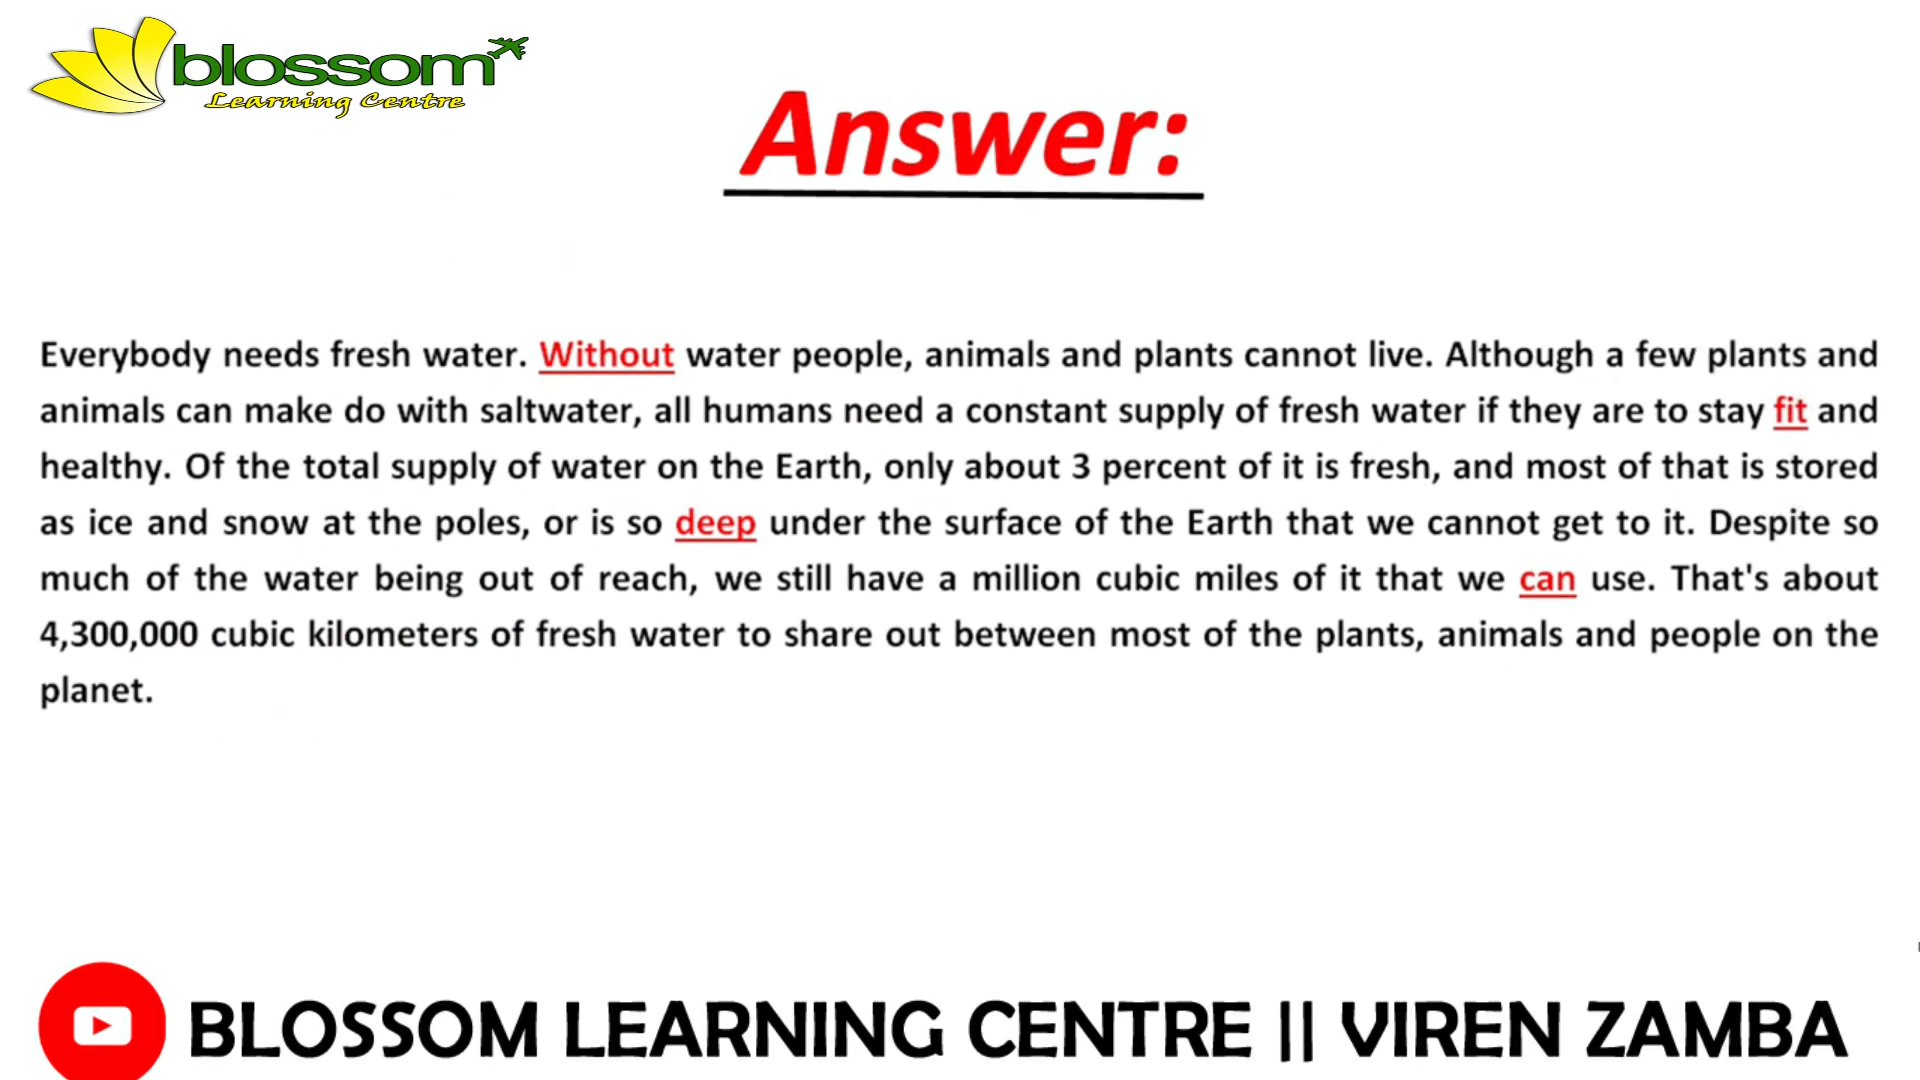 blossom
Learning Centre
Answer:
Everybody needs fresh water. Without water people, animals and plants cannot live. Although a few plants and
animals can make do with saltwater, all humans need a constant supply of fresh water if they are to stay fit and
healthy. Of the total supply of water on the Earth, only about 3 percent of it is fresh, and most of that is stored
as ice and snow at the poles, or is so deep under the surface of the Earth that we cannot get to it. Despite so
much of the water being out of reach, we still have a million cubic miles of it that we can use. That's about
4,300,000 cubic kilometers of fresh water to share out between most of the plants, animals and people on the
planet.
BLOSSOM LEARNING CENTRE || VIREN ZAMBA